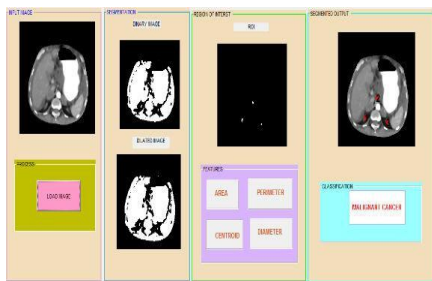 INPUT IMAGE
PROCESS
LOAD IMAGE
SEGMENTATION
BINARY IMAGE
DILATED IMAGE
REGION OF INTEREST
ROI
FEATURES
AREA
PERIMETER
CENTROID
DIAMETER
SEGMENTED OUTPUT
CLASSIFICATION
MALIGNANT CANCER